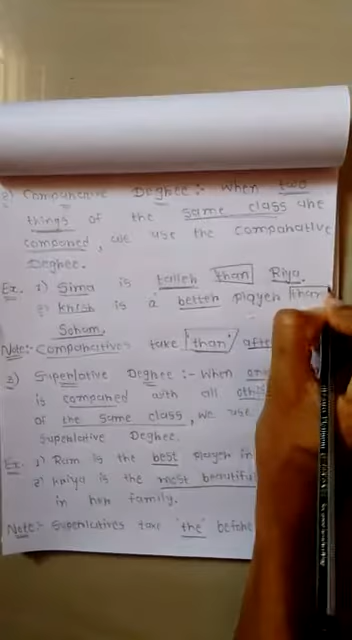 2) Comparative Degree :- When two
things of the same class are
compared, we use the comparative
Degree.
Ex. 1) Sima is taller than Riya.
2) Krish is a better player than
Soham.
Note:- Comparatives take 'than' afte
3) Superlative Degree :- When one
is compared with all othe
of the same class, we use
Superlative Degree.
Ex. 1) Ram is the best player in
2) is the most beautiful
in her family.
Note:- Superlatives take 'the' before